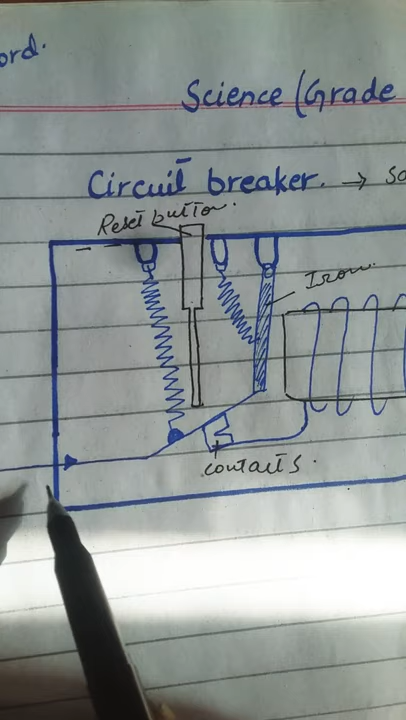 ord.
Science (Grade
Circuit breaker. → so
Reset button.
Iron.
contacts.